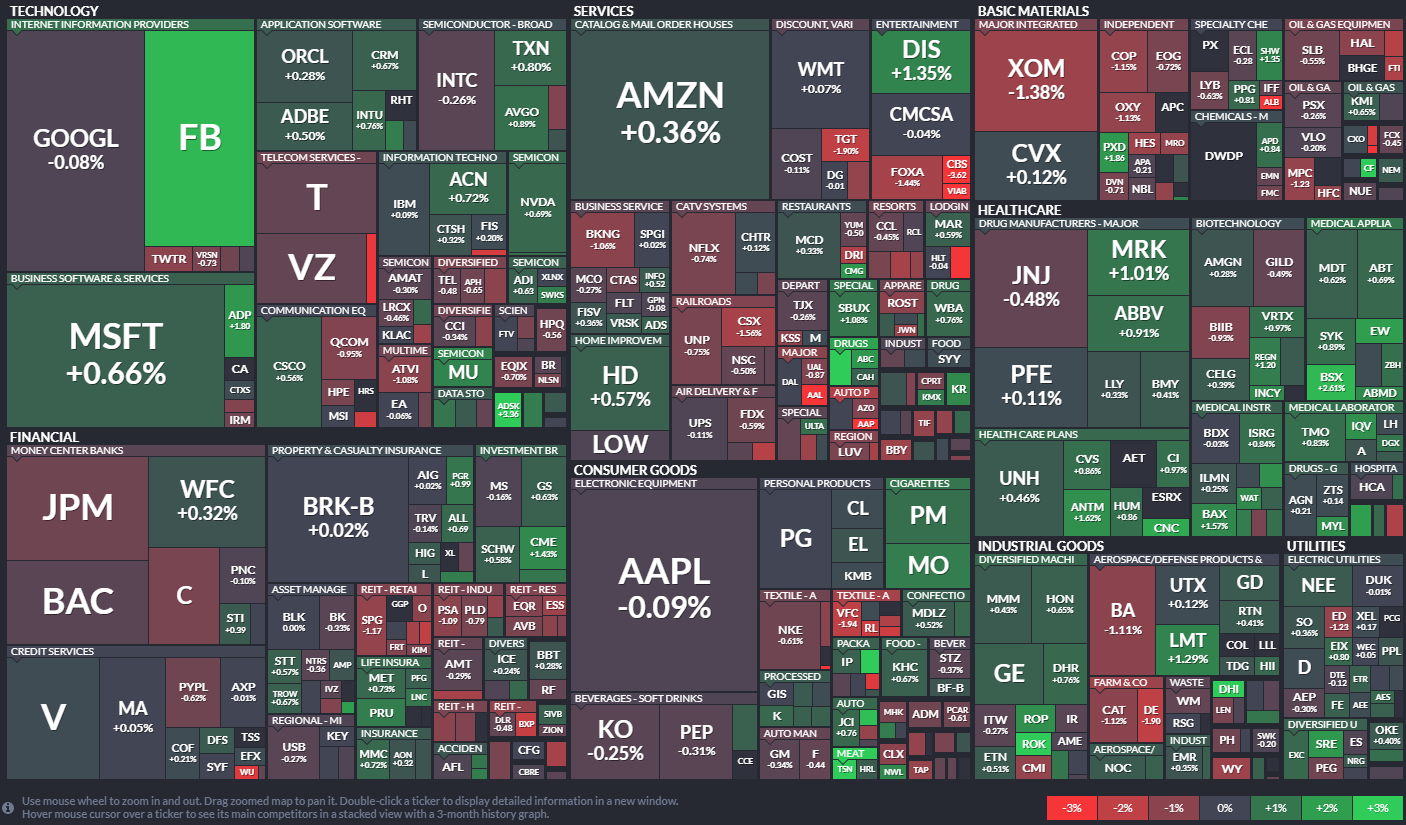 TECHNOLOGY
INTERNET INFORMATION PROVIDERS
GOOGL
-0.08%
FB
TWTR
VRSN
-0.73
APPLICATION SOFTWARE
ORCL
+0.28%
CRM
+0.67%
ADBE
+0.50%
INTU
+0.76%
RHT
SEMICONDUCTOR - BROAD
INTC
-0.26%
TXN
+0.80%
AVGO
+0.89%
TELECOM SERVICES -
T
VZ
INFORMATION TECHNO
IBM
+0.09%
ACN
+0.72%
CTSH
+0.32%
FIS
+0.20%
SEMICON
NVDA
+0.69%
BUSINESS SOFTWARE & SERVICES
MSFT
+0.66%
ADP
+1.80
CA
CTXS
IRM
COMMUNICATION EQ
CSCO
+0.56%
QCOM
-0.95%
HPE
HRS
MSI
SEMICON
AMAT
-0.30%
LRCX
-0.46%
KLAC
DIVERSIFIED
TEL
-0.48
APH
-0.65
SEMICON
ADI
+0.63
XLNX
SWKS
DIVERSIFIE
CCI
-0.34%
SCIEN
FTV
HPQ
-0.56
MULTIME
ATVI
-1.08%
EA
-0.06%
SEMICON
MU
DATA STO
EQIX
-0.70%
BR
NLSN
ADSK
+3.36
SERVICES
CATALOG & MAIL ORDER HOUSES
AMZN
+0.36%
DISCOUNT, VARI
WMT
+0.07%
COST
-0.11%
TGT
-1.90%
DG
-0.01
ENTERTAINMENT
DIS
+1.35%
CMCSA
-0.04%
FOXA
-1.44%
CBS
-3.62
VIAB
BUSINESS SERVICE
BKNG
-1.06%
SPGI
+0.02%
MCO
-0.27%
CTAS
INFO
+0.52
FISV
+0.36%
FLT
GPN
-0.08
VRSK
ADS
CATV SYSTEMS
NFLX
-0.74%
CHTR
+0.12%
RESTAURANTS
MCD
+0.33%
YUM
-0.50
DRI
CMG
RESORTS
CCL
-0.45%
RCL
LODGIN
MAR
+0.59%
HLT
-0.04
RAILROADS
UNP
-0.75%
CSX
-1.56%
NSC
-0.50%
DEPART
TJX
-0.26%
KSS
M
SPECIAL
SBUX
+1.08%
APPARE
ROST
JWN
DRUG
WBA
+0.76%
HOME IMPROVEM
HD
+0.57%
LOW
MAJOR
DAL
UAL
-0.87
AAL
DRUGS
ABC
CAH
INDUST
FOOD
SYY
AIR DELIVERY & F
UPS
-0.11%
FDX
-0.59%
SPECIAL
ULTA
AUTO P
AZO
AAP
CPRT
KMX
KR
REGION
LUV
BBY
TIF
BASIC MATERIALS
MAJOR INTEGRATED
XOM
-1.38%
CVX
+0.12%
INDEPENDENT
COP
-1.15%
EOG
-0.72%
OXY
-1.13%
APC
PXD
+1.86
HES
MRO
DVN
-0.71
APA
-0.21
NBL
SPECIALTY CHE
PX
ECL
-0.28
SHW
+1.35
LYB
-0.63%
PPG
+0.81
IFF
ALB
CHEMICALS - M
DWDP
APD
+0.84
EMN
FMC
OIL & GAS EQUIPMEN
SLB
-0.55%
HAL
BHGE
FTI
OIL & GA
PSX
-0.26%
VLO
-0.20%
MPC
-1.23
HFC
OIL & GAS
KMI
+0.65%
CXO
FCX
-0.45
CF
NEM
NUE
HEALTHCARE
DRUG MANUFACTURERS - MAJOR
JNJ
-0.48%
MRK
+1.01%
ABBV
+0.91%
PFE
+0.11%
LLY
+0.33%
BMY
+0.41%
BIOTECHNOLOGY
AMGN
+0.28%
GILD
-0.49%
BIIB
-0.93%
VRTX
+0.97%
CELG
+0.39%
REGN
+1.20
INCY
MEDICAL APPLIA
MDT
+0.62%
ABT
+0.69%
SYK
+0.89%
EW
BSX
+2.61%
ZBH
ABMD
HEALTH CARE PLANS
UNH
+0.46%
CVS
+0.86%
AET
CI
+0.97%
ANTM
+1.62%
HUM
+0.86
ESRX
CNC
MEDICAL INSTR
BDX
-0.03%
ISRG
+0.84%
ILMN
+0.25%
WAT
BAX
+1.57%
MEDICAL LABORATOR
TMO
+0.83%
IQV
LH
A
DGX
DRUGS - G
AGN
+0.21
ZTS
+0.14
MYL
HOSPITA
HCA
FINANCIAL
MONEY CENTER BANKS
JPM
WFC
+0.32%
BAC
C
PNC
-0.10%
STI
+0.39
PROPERTY & CASUALTY INSURANCE
BRK-B
+0.02%
AIG
+0.02%
PGR
+0.99
TRV
-0.14%
ALL
+0.69
HIG
XL
L
INVESTMENT BR
MS
-0.16%
GS
+0.63%
SCHW
+0.58%
CME
+1.43%
CREDIT SERVICES
V
MA
+0.05%
PYPL
-0.62%
AXP
-0.01%
COF
+0.21%
DFS
SYF
TSS
EFX
WU
ASSET MANAGE
BLK
0.00%
BK
-0.33%
STT
+0.57%
NTRS
-0.36
AMP
TROW
+0.67%
IVZ
REIT - RETAI
SPG
-1.17
GGP
O
FRT
KIM
REIT - INDU
PSA
-1.09
PLD
-0.79
REIT - RES
EQR
ESS
AVB
REIT -
AMT
-0.29%
DIVERS
ICE
+0.24%
BBT
+0.28%
RF
LIFE INSURA
MET
+0.73%
PFG
LNC
PRU
REGIONAL - MI
USB
-0.27%
KEY
INSURANCE
MMC
+0.72%
AON
+0.32
REIT - H
REIT -
DLR
-0.48
BXP
SIVB
ZION
ACCIDEN
AFL
CFG
CBRE
CONSUMER GOODS
ELECTRONIC EQUIPMENT
AAPL
-0.09%
PERSONAL PRODUCTS
PG
CL
EL
KMB
CIGARETTES
PM
MO
TEXTILE - A
NKE
-0.61%
TEXTILE - A
VFC
-1.94
RL
CONFECTIO
MDLZ
+0.52%
PACKA
IP
FOOD -
KHC
+0.67%
BEVER
STZ
-0.37%
BF-B
BEVERAGES - SOFT DRINKS
KO
-0.25%
PEP
-0.31%
CCE
PROCESSED
GIS
K
AUTO MAN
GM
-0.34%
F
-0.44
AUTO
JCI
+0.76
MHK
ADM
PCAR
-0.61
MEAT
TSN
HRL
CLX
NWL
TAP
INDUSTRIAL GOODS
DIVERSIFIED MACHI
MMM
+0.43%
HON
+0.65%
GE
DHR
+0.76%
ITW
-0.27%
ROP
IR
ETN
+0.51%
ROK
AME
CMI
AEROSPACE/DEFENSE PRODUCTS &
BA
-1.11%
UTX
+0.12%
GD
LMT
+1.29%
RTN
+0.41%
COL
LLL
TDG
HII
FARM & CO
CAT
-1.12%
DE
-1.90
WASTE
WM
RSG
DHI
LEN
AEROSPACE/
NOC
INDUST
EMR
+0.35%
PH
SWK
-0.20
WY
UTILITIES
ELECTRIC UTILITIES
NEE
DUK
-0.01%
SO
+0.36%
ED
-1.23
XEL
+0.17
PCG
D
EIX
+0.80
WEC
+0.05
PPL
DTE
-0.12
ETR
AEP
-0.30%
FE
AEE
AES
DIVERSIFIED U
EXC
SRE
ES
PEG
NRG
OKE
+0.40%
Use mouse wheel to zoom in and out. Drag zoomed map to pan it. Double-click a ticker to display detailed information in a new window.
Hover mouse cursor over a ticker to see its main competitors in a stacked view with a 3-month history graph.
-3%
-2%
-1%
0%
+1%
+2%
+3%